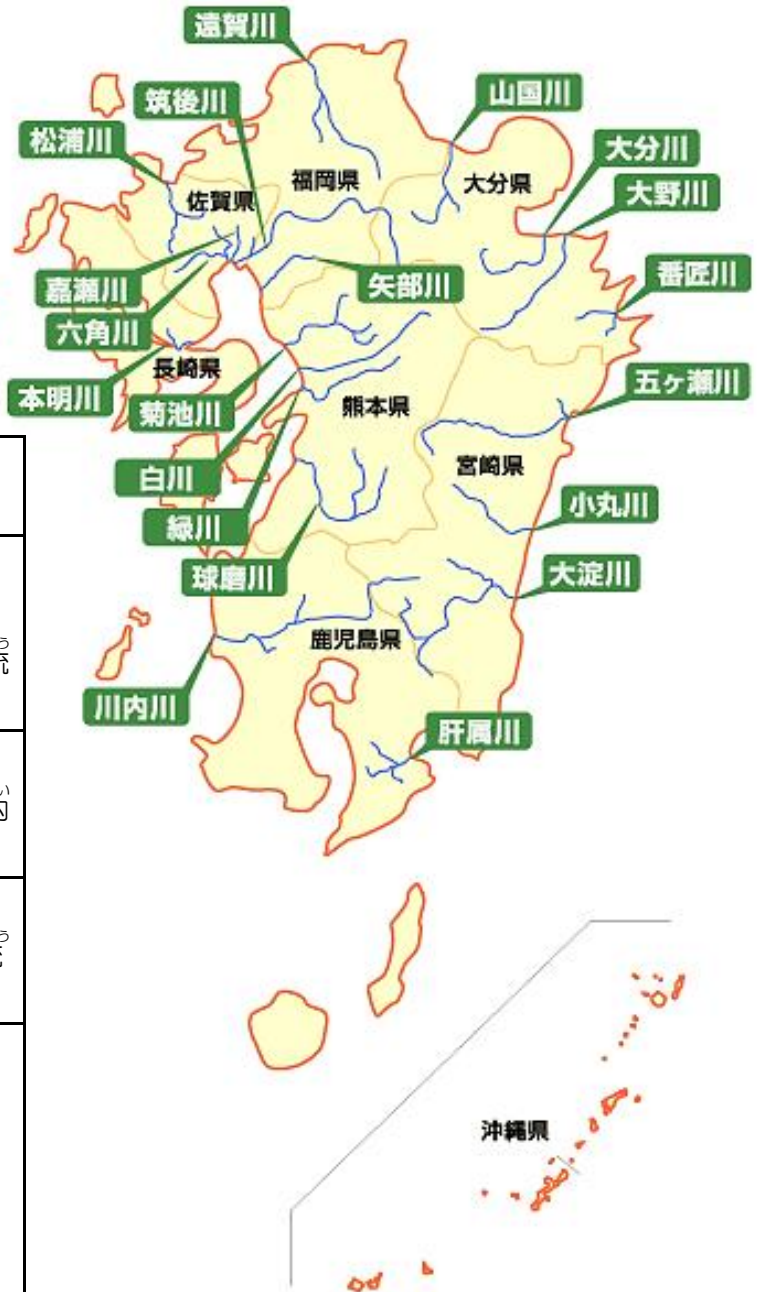 遠賀川
筑後川
山国川
松浦川
大分川
福岡県
大分県
佐賀県
大野川
嘉瀬川
矢部川
番匠川
六角川
長崎県
本明川
菊池川
熊本県
五ヶ瀬川
宮崎県
白川
小丸川
緑川
球磨川
大淀川
鹿児島県
川内川
肝属川
沖縄県